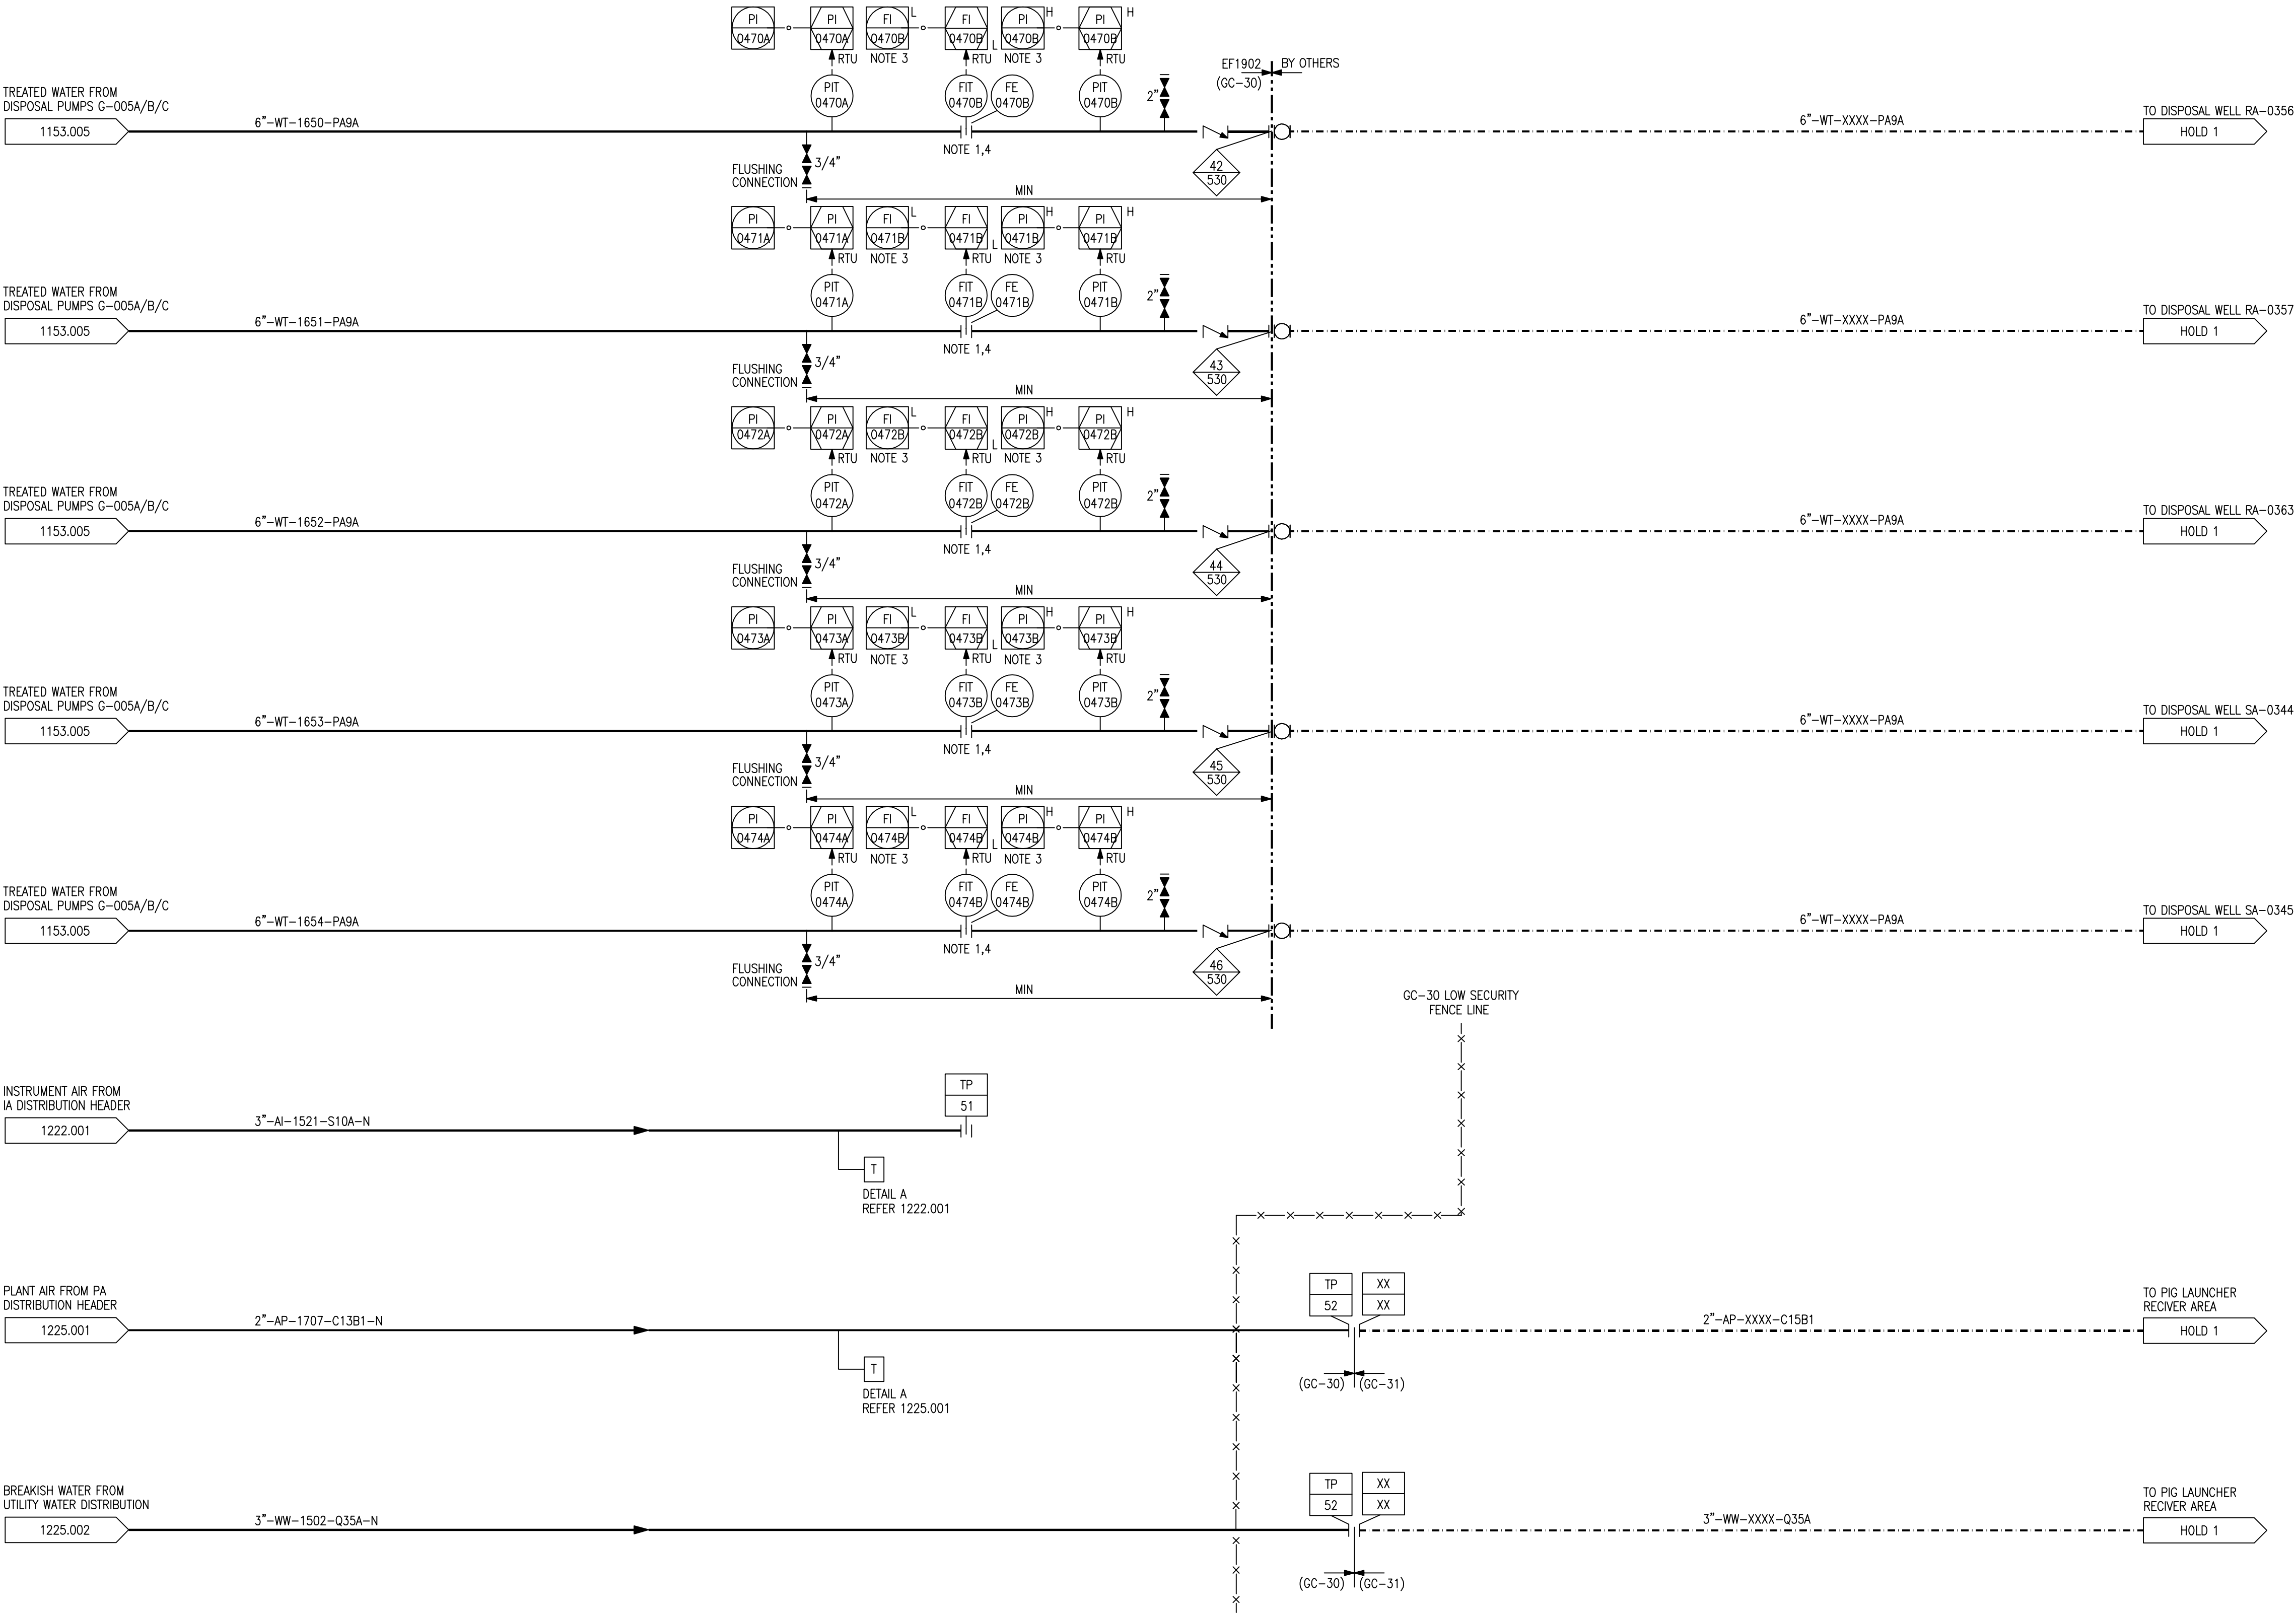 PI
0470A
PI
0470A
FI
0470B
L
FI
0470B
L
PI
0470B
H
PI
0470B
H
RTU
NOTE 3
RTU
NOTE 3
RTU
PIT
0470A
FIT
0470B
FE
0470B
PIT
0470B
2"
EF1902
(GC-30)
BY OTHERS
TREATED WATER FROM
DISPOSAL PUMPS G-005A/B/C
1153.005
6"-WT-1650-PA9A
NOTE 1,4
FLUSHING
CONNECTION
3/4"
MIN
42
530
6"-WT-XXXX-PA9A
TO DISPOSAL WELL RA-0356
HOLD 1
PI
0471A
PI
0471A
FI
0471B
L
FI
0471B
L
PI
0471B
H
PI
0471B
H
RTU
NOTE 3
RTU
NOTE 3
RTU
PIT
0471A
FIT
0471B
FE
0471B
PIT
0471B
2"
TREATED WATER FROM
DISPOSAL PUMPS G-005A/B/C
1153.005
6"-WT-1651-PA9A
NOTE 1,4
FLUSHING
CONNECTION
3/4"
MIN
43
530
6"-WT-XXXX-PA9A
TO DISPOSAL WELL RA-0357
HOLD 1
PI
0472A
PI
0472A
FI
0472B
L
FI
0472B
L
PI
0472B
H
PI
0472B
H
RTU
NOTE 3
RTU
NOTE 3
RTU
PIT
0472A
FIT
0472B
FE
0472B
PIT
0472B
2"
TREATED WATER FROM
DISPOSAL PUMPS G-005A/B/C
1153.005
6"-WT-1652-PA9A
NOTE 1,4
FLUSHING
CONNECTION
3/4"
MIN
44
530
6"-WT-XXXX-PA9A
TO DISPOSAL WELL RA-0363
HOLD 1
PI
0473A
PI
0473A
FI
0473B
L
FI
0473B
L
PI
0473B
H
PI
0473B
H
RTU
NOTE 3
RTU
NOTE 3
RTU
PIT
0473A
FIT
0473B
FE
0473B
PIT
0473B
2"
TREATED WATER FROM
DISPOSAL PUMPS G-005A/B/C
1153.005
6"-WT-1653-PA9A
NOTE 1,4
FLUSHING
CONNECTION
3/4"
MIN
45
530
6"-WT-XXXX-PA9A
TO DISPOSAL WELL SA-0344
HOLD 1
PI
0474A
PI
0474A
FI
0474B
L
FI
0474B
L
PI
0474B
H
PI
0474B
H
RTU
NOTE 3
RTU
NOTE 3
RTU
PIT
0474A
FIT
0474B
FE
0474B
PIT
0474B
2"
TREATED WATER FROM
DISPOSAL PUMPS G-005A/B/C
1153.005
6"-WT-1654-PA9A
NOTE 1,4
FLUSHING
CONNECTION
3/4"
MIN
46
530
6"-WT-XXXX-PA9A
TO DISPOSAL WELL SA-0345
HOLD 1
GC-30 LOW SECURITY
FENCE LINE
INSTRUMENT AIR FROM
IA DISTRIBUTION HEADER
1222.001
3"-AI-1521-S10A-N
TP
51
T
DETAIL A
REFER 1222.001
PLANT AIR FROM PA
DISTRIBUTION HEADER
1225.001
2"-AP-1707-C13B1-N
T
DETAIL A
REFER 1225.001
TP
52
XX
XX
(GC-30)
(GC-31)
2"-AP-XXXX-C15B1
TO PIG LAUNCHER
RECIVER AREA
HOLD 1
BREAKISH WATER FROM
UTILITY WATER DISTRIBUTION
1225.002
3"-WW-1502-Q35A-N
TP
52
XX
XX
(GC-30)
(GC-31)
3"-WW-XXXX-Q35A
TO PIG LAUNCHER
RECIVER AREA
HOLD 1